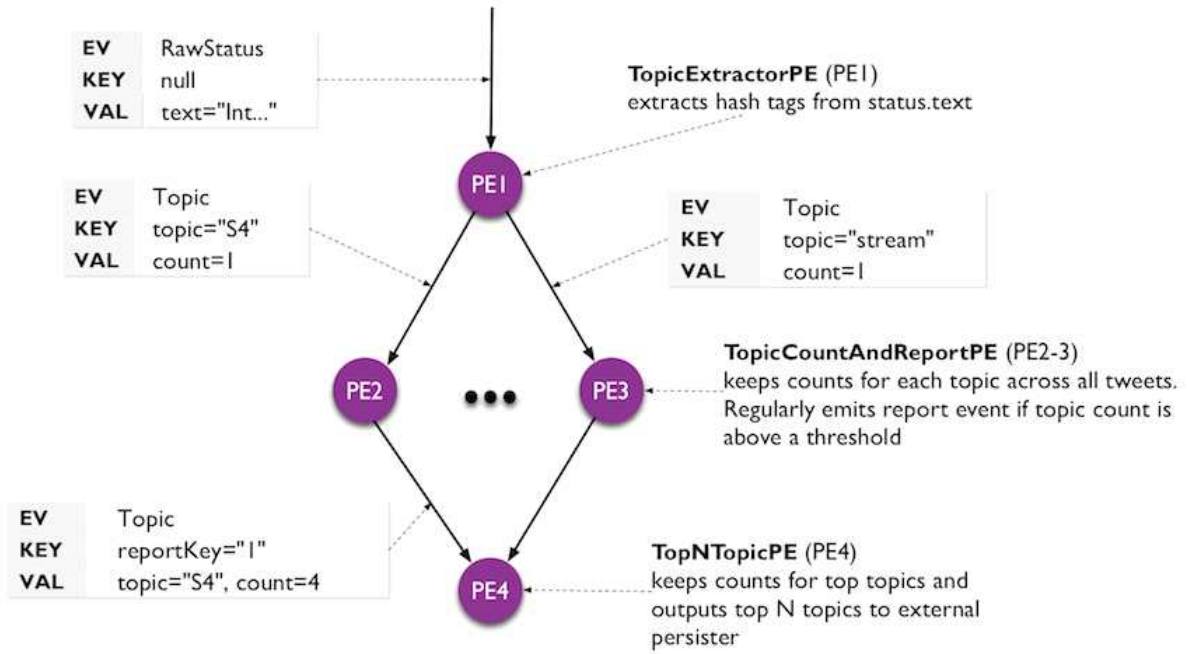 EV RawStatus
KEY null
VAL text="Int..."
TopicExtractorPE (PE1)
extracts hash tags from status.text
PE1
EV Topic
KEY topic="S4"
VAL count=1
EV Topic
KEY topic="stream"
VAL count=1
PE2
•••
PE3
TopicCountAndReportPE (PE2-3)
keeps counts for each topic across all tweets.
Regularly emits report event if topic count is
above a threshold
EV Topic
KEY reportKey="1"
VAL topic="S4", count=4
PE4
TopNTopicPE (PE4)
keeps counts for top topics and
outputs top N topics to external
persister